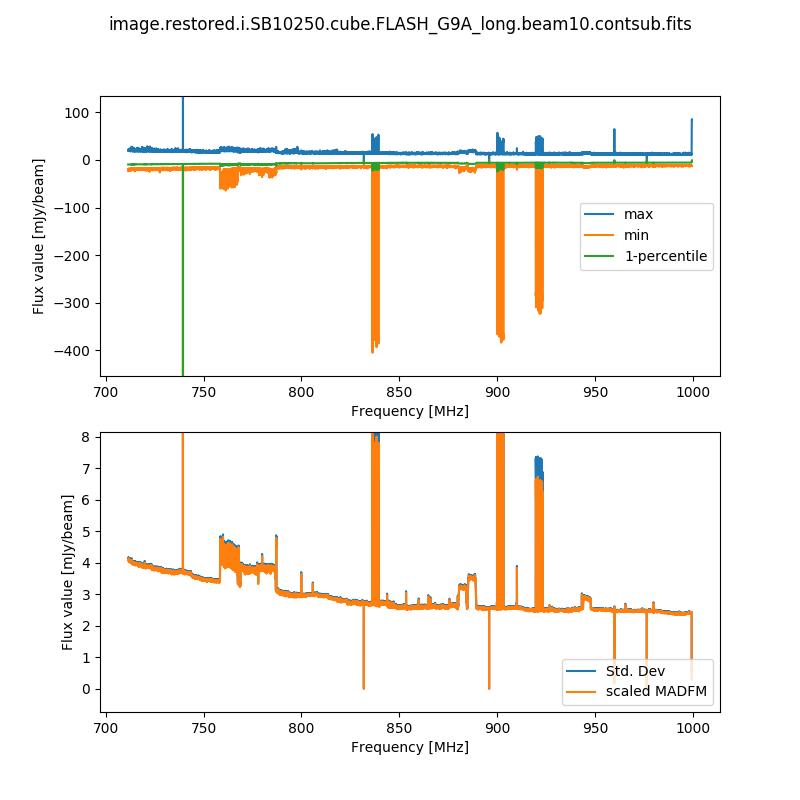 image.restored.i.SB10250.cube.FLASH_G9A_long.beam10.contsub.fits
100
0
−100
−200
−300
−400
Flux value [mJy/beam]
max
min
1-percentile
700 750 800 850 900 950 1000
Frequency [MHz]
8
7
6
5
4
3
2
1
0
Flux value [mJy/beam]
Std. Dev
scaled MADFM
700 750 800 850 900 950 1000
Frequency [MHz]